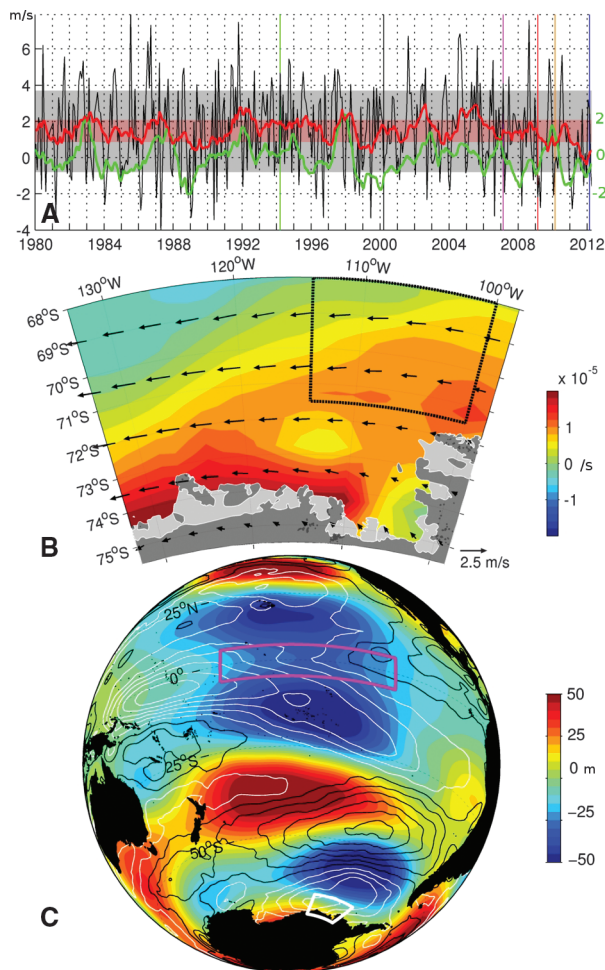 m/s
6
4
2
0
-2
-4
2
0
-2
A
1980 1984 1988 1992 1996 2000 2004 2008 2012
130°W 120°W 110°W 100°W
68°S
69°S
70°S
71°S
72°S
73°S
74°S
75°S
x 10⁻⁵
1
0 /s
-1
B
2.5 m/s
25°N
0°
25°S
50°S
50
25
0 m
−25
−50
C